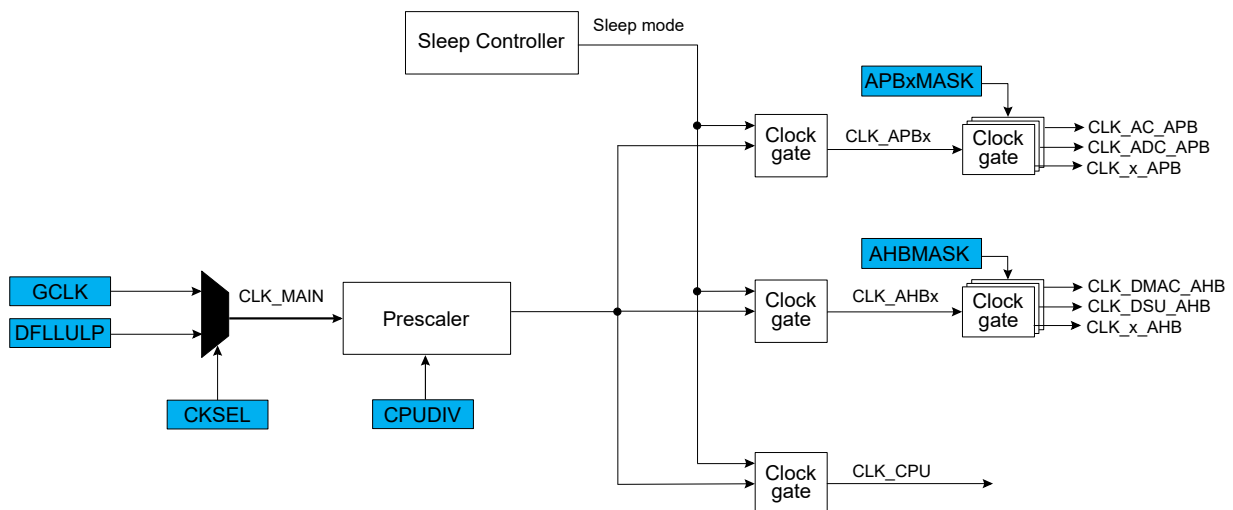 Sleep Controller
Sleep mode
APBxMASK
Clock
gate
CLK_APBx
Clock
gate
CLK_AC_APB
CLK_ADC_APB
CLK_x_APB
AHBMASK
GCLK
DFLLULP
CLK_MAIN
Prescaler
Clock
gate
CLK_AHBx
Clock
gate
CLK_DMAC_AHB
CLK_DSU_AHB
CLK_x_AHB
CKSEL
CPUDIV
Clock
gate
CLK_CPU